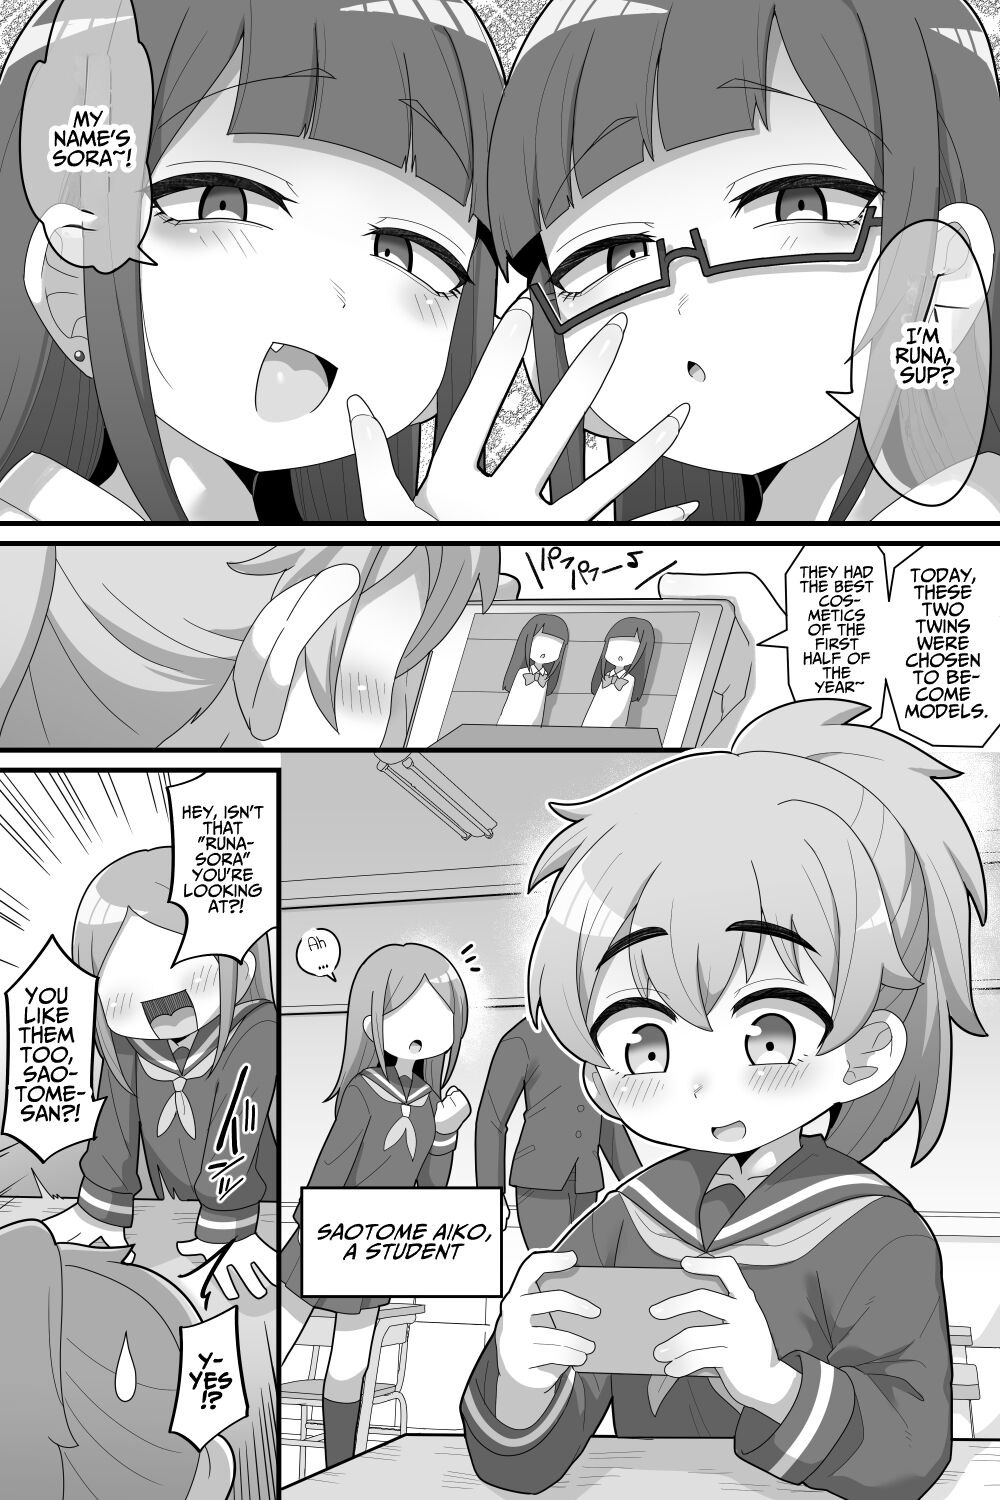 MY
NAME'S
SORA~!
I'M
RUNA,
SUP?
TODAY,
THESE
TWO
TWINS
WERE
CHOSEN
TO BE-
COME
MODELS.
THEY HAD
THE BEST
COS-
METICS
OF THE
FIRST
HALF OF
THE
YEAR~
Ah
...
SAOTOME AIKO,
A STUDENT
HEY, ISN'T
THAT
"RUNA-
SORA"
YOU'RE
LOOKING
AT?!
YOU
LIKE
THEM
TOO,
SAO-
TOME-
SAN?!
Y-
YES
!?